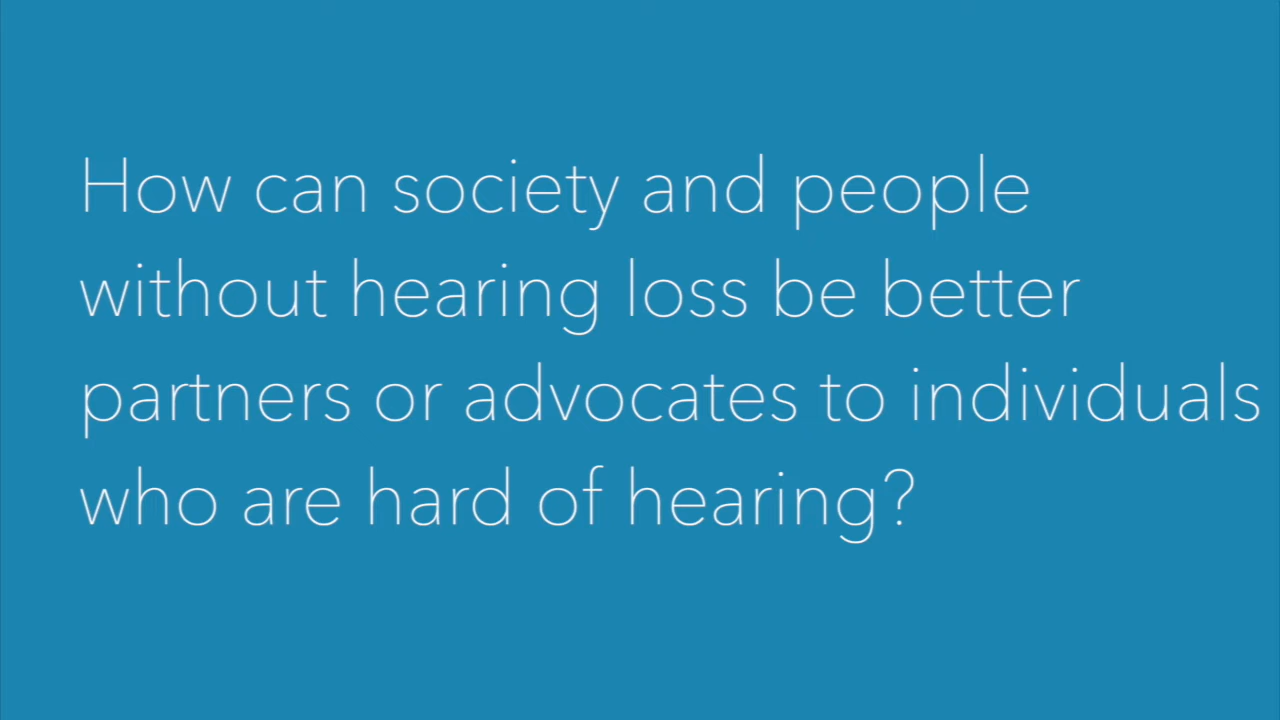 How can society and people
without hearing loss be better
partners or advocates to individuals
who are hard of hearing?